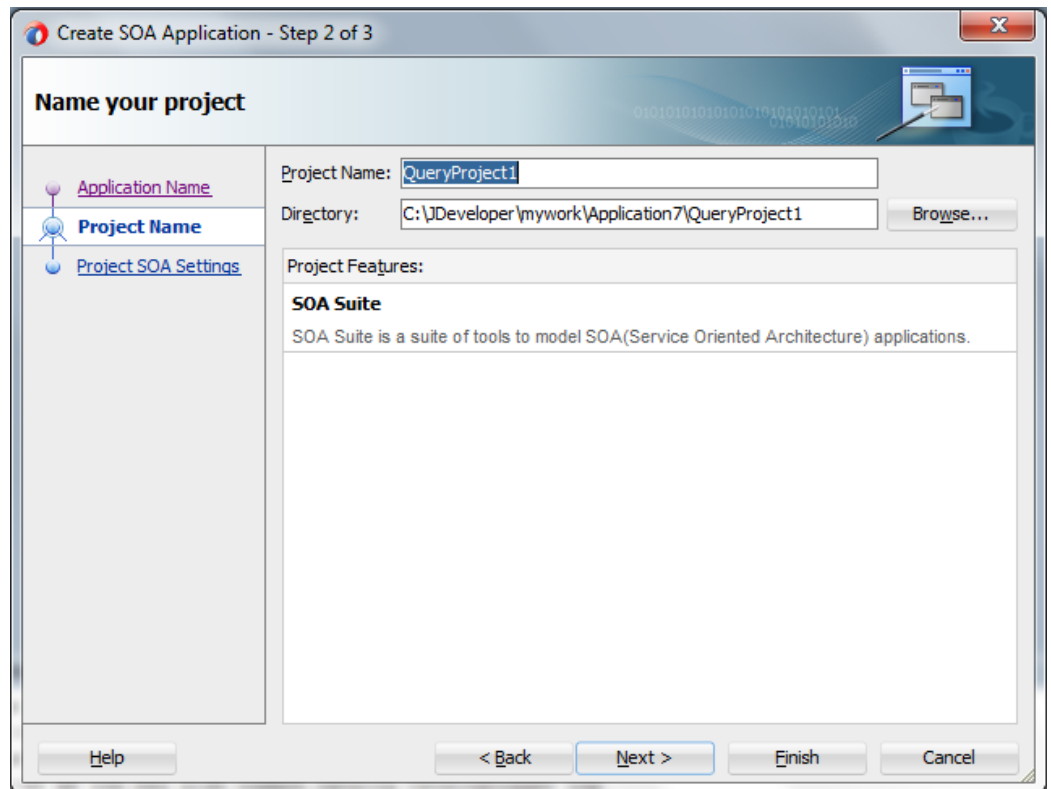 Create SOA Application - Step 2 of 3
Name your project
0101010101010101010101010101
01010101010
Application Name
Project Name
Project SOA Settings
Project Name: QueryProject1
Directory: C:\JDeveloper\mywork\Application7\QueryProject1 Browse...
Project Features:
SOA Suite
SOA Suite is a suite of tools to model SOA(Service Oriented Architecture) applications.
Help < Back Next > Finish Cancel